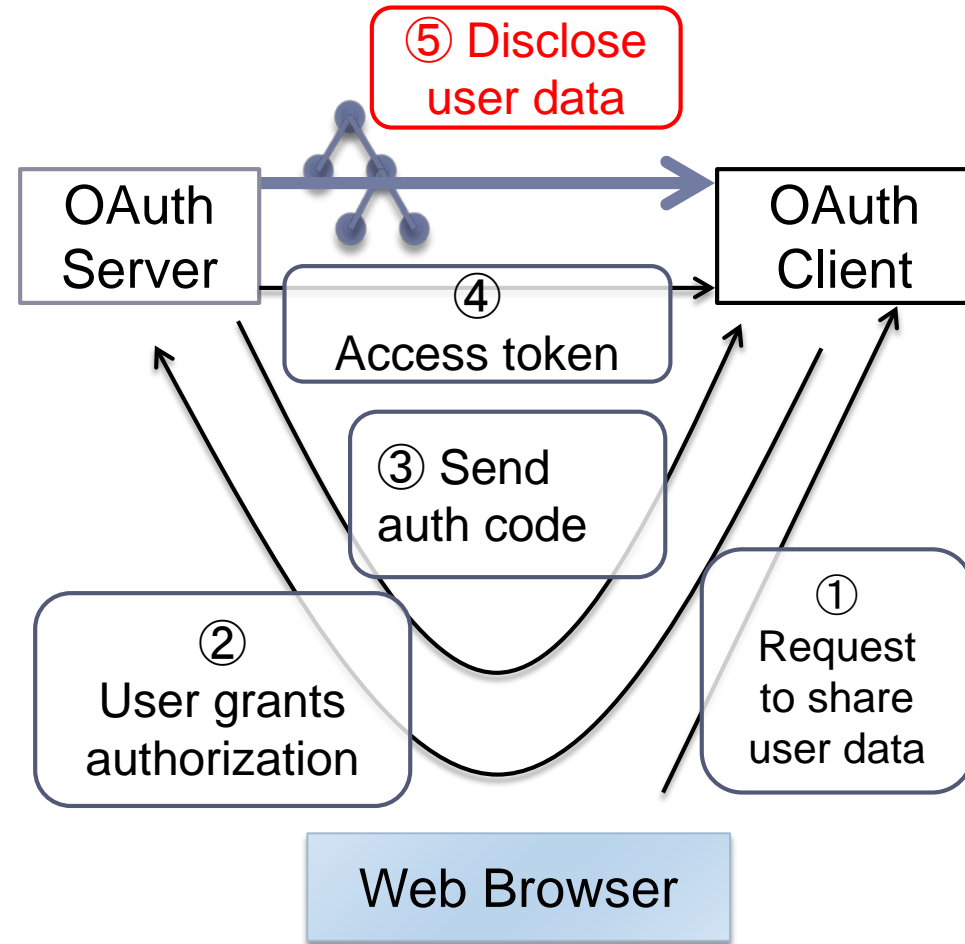 ⑤ Disclose
user data
OAuth
Server
OAuth
Client
④
Access token
③ Send
auth code
②
User grants
authorization
①
Request
to share
user data
Web Browser